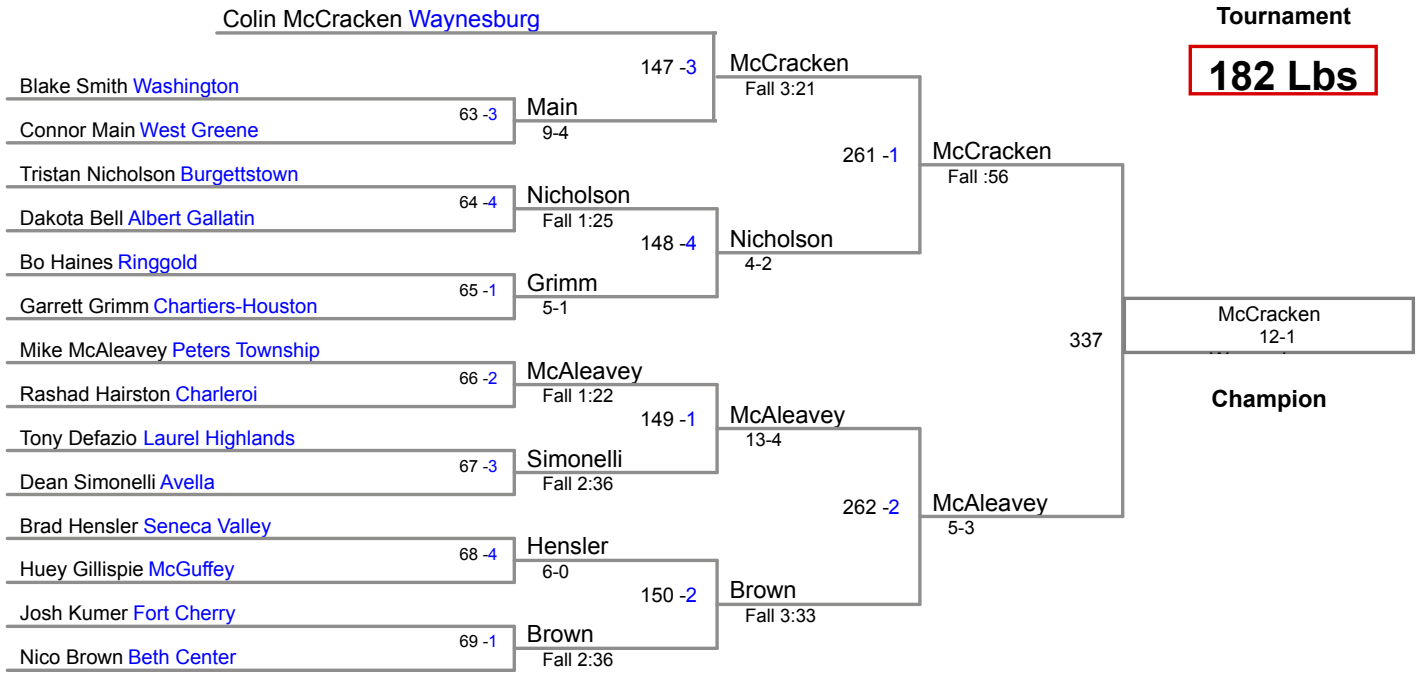 Colin McCracken Waynesburg
Tournament
182 Lbs
147 -3
McCracken
Fall 3:21
Blake Smith Washington
63 -3
Main
9-4
Connor Main West Greene
261 -1
McCracken
Fall :56
Tristan Nicholson Burgettstown
64 -4
Nicholson
Fall 1:25
Dakota Bell Albert Gallatin
148 -4
Nicholson
4-2
Bo Haines Ringgold
65 -1
Grimm
5-1
Garrett Grimm Chartiers-Houston
337
McCracken
12-1
Champion
Mike McAleavey Peters Township
66 -2
McAleavey
Fall 1:22
Rashad Hairston Charleroi
149 -1
McAleavey
13-4
Tony Defazio Laurel Highlands
67 -3
Simonelli
Fall 2:36
Dean Simonelli Avella
262 -2
McAleavey
5-3
Brad Hensler Seneca Valley
68 -4
Hensler
6-0
Huey Gillispie McGuffey
150 -2
Brown
Fall 3:33
Josh Kumer Fort Cherry
69 -1
Brown
Fall 2:36
Nico Brown Beth Center